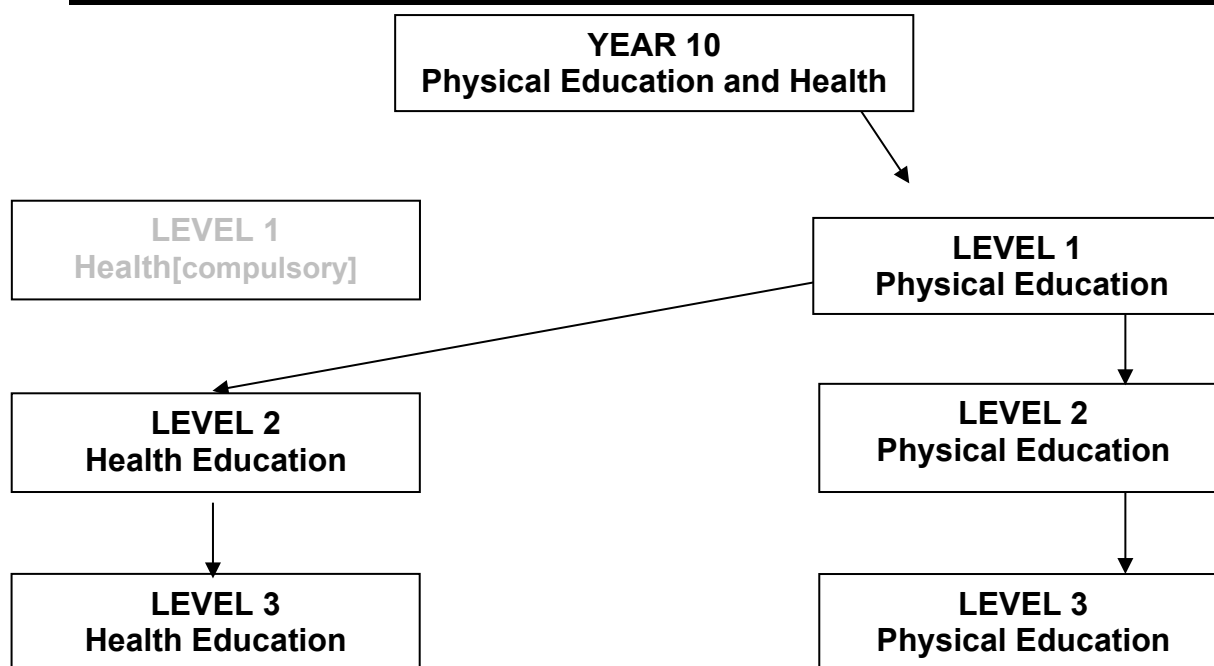 YEAR 10
Physical Education and Health
LEVEL 1
Health[compulsory]
LEVEL 1
Physical Education
LEVEL 2
Health Education
LEVEL 2
Physical Education
LEVEL 3
Health Education
LEVEL 3
Physical Education